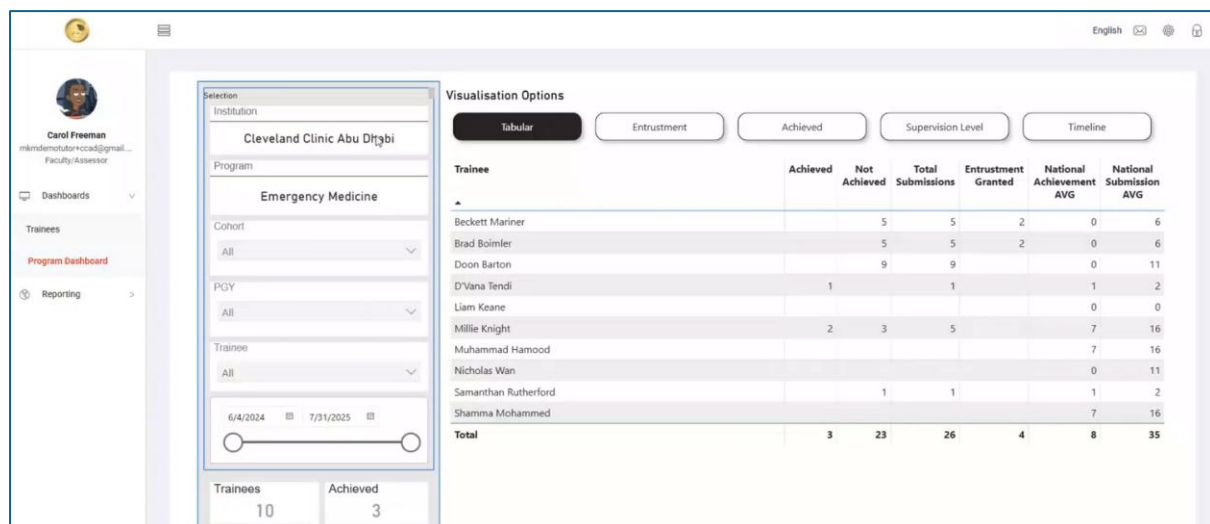 English
Carol Freeman
mkmdemotutor+ccad@gmail....
Faculty/Assessor
Dashboards
Trainees
Program Dashboard
Reporting
Selection
Institution
Cleveland Clinic Abu Dhabi
Program
Emergency Medicine
Cohort
All
PGY
All
Trainee
All
6/4/2024 7/31/2025
Trainees Achieved
10 3
Visualisation Options
Tabular Entrustment Achieved Supervision Level Timeline
Trainee Achieved Not Achieved Total Submissions Entrustment Granted National Achievement AVG National Submission AVG
Beckett Mariner 5 5 2 0 6
Brad Boimler 5 5 2 0 6
Doon Barton 9 9 0 11
D'Vana Tendi 1 1 1 2
Liam Keane 0 0
Millie Knight 2 3 5 7 16
Muhammad Hamood 7 16
Nicholas Wan 0 11
Samanthan Rutherford 1 1 1 2
Shamma Mohammed 7 16
Total 3 23 26 4 8 35